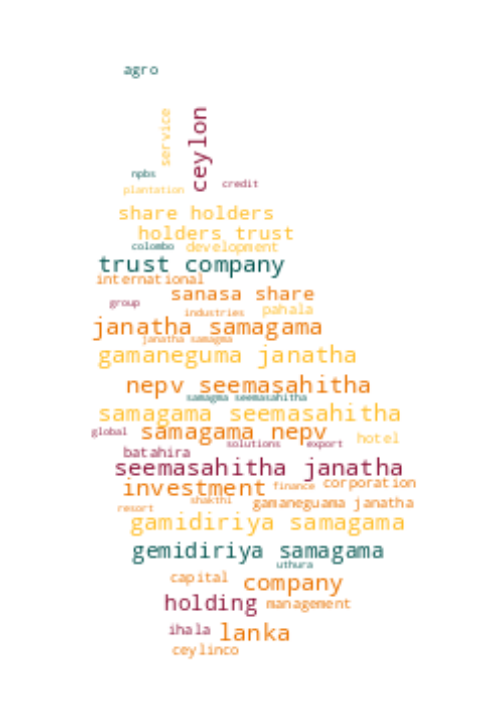 agro
service
ceylon
npbs
credit
plantation
share holders
holders trust
colombo development
trust company
international
sanasa share
group
industries pahala
janatha samagama
janatha samagma
gamaneguma janatha
nepv seemasahitha
samagma seemasahitha
samagama seemasahitha
global samagama nepv hotel
solutions export
batahira
seemasahitha janatha
investment finance corporation
shakthi gamaneguama janatha
resort
gamidiriya samagama
gemidiriya samagama
uthura
capital company
holding management
ihala lanka
ceylinco